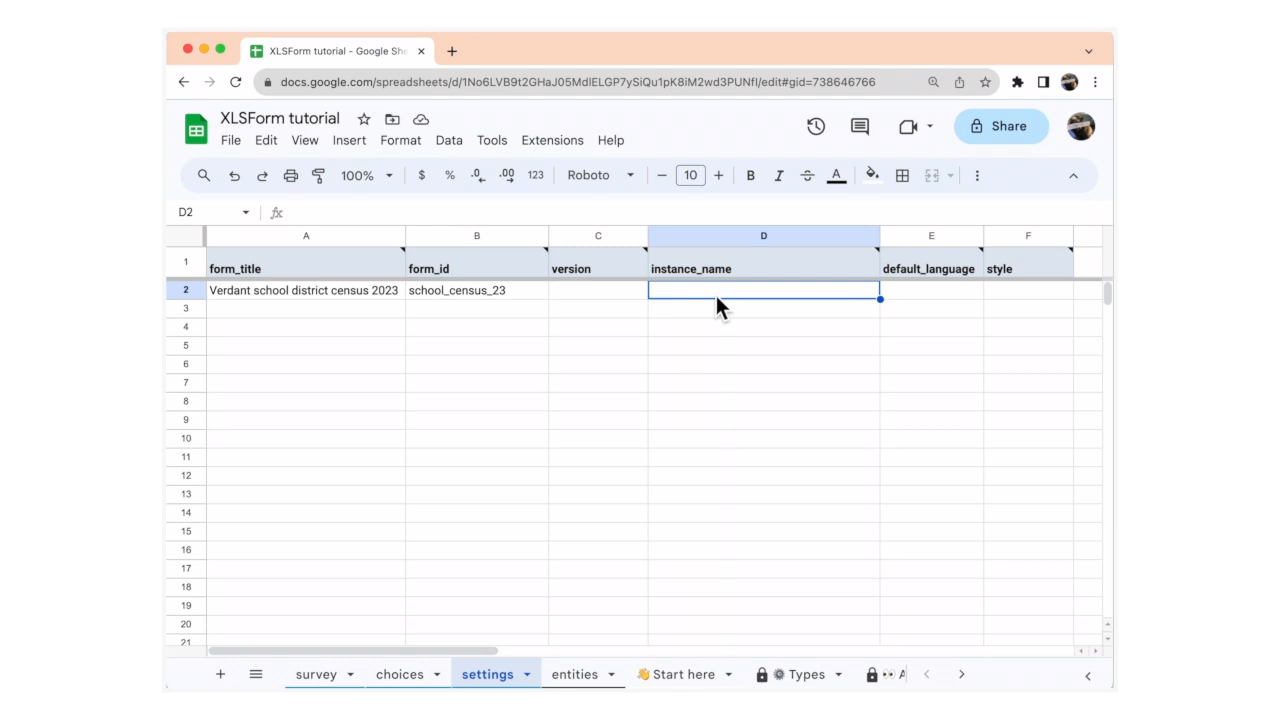 XLSForm tutorial - Google She
docs.google.com/spreadsheets/d/1No6LVB9t2GHaJ05MdlELGP7ySiQu1pK8iM2wd3PUNfI/edit#gid=738646766
XLSForm tutorial
File Edit View Insert Format Data Tools Extensions Help
Share
100% $ % .0 .00 123 Roboto − 10 + B I S A
D2 fx
A B C D E F
1 form_title form_id version instance_name default_language style
2 Verdant school district census 2023 school_census_23
3
4
5
6
7
8
9
10
11
12
13
14
15
16
17
18
19
20
21
+ survey choices settings entities 👋 Start here Types 👀 A